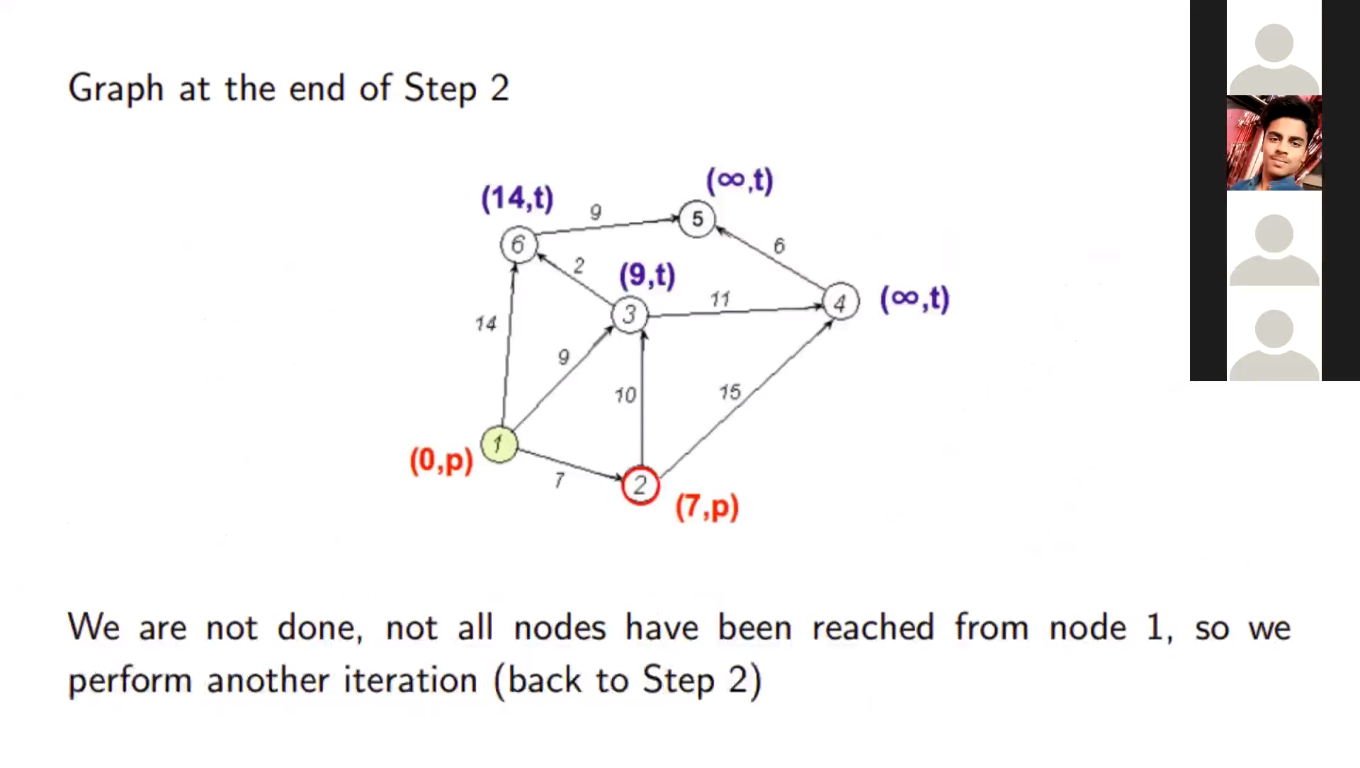 Graph at the end of Step 2
(∞,t)
(14,t)
9
5
6
6
2
(9,t)
11
4
(∞,t)
3
14
9
10
15
1
(0,p)
7
2
(7,p)
We are not done, not all nodes have been reached from node 1, so we
perform another iteration (back to Step 2)